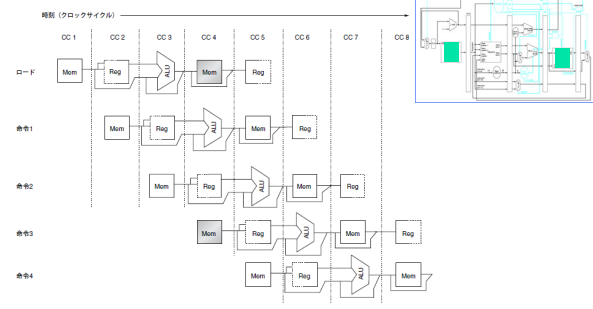 時刻（クロックサイクル）
CC 1 CC 2 CC 3 CC 4 CC 5 CC 6 CC 7 CC 8
ロード Mem Reg ALU Mem Reg
命令1 Mem Reg ALU Mem Reg
命令2 Mem Reg ALU Mem Reg
命令3 Mem Reg ALU Mem Reg
命令4 Mem Reg ALU Mem